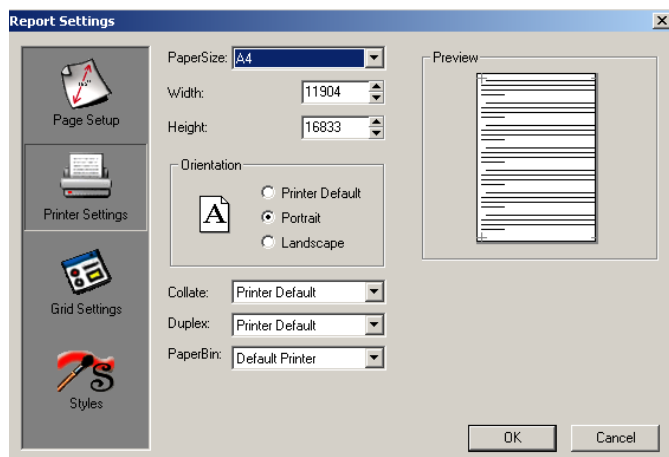 Report Settings
Page Setup
Printer Settings
Grid Settings
Styles
PaperSize: A4
Width: 11904
Height: 16833
Orientation
A
Printer Default
Portrait
Landscape
Collate: Printer Default
Duplex: Printer Default
PaperBin: Default Printer
Preview
OK Cancel